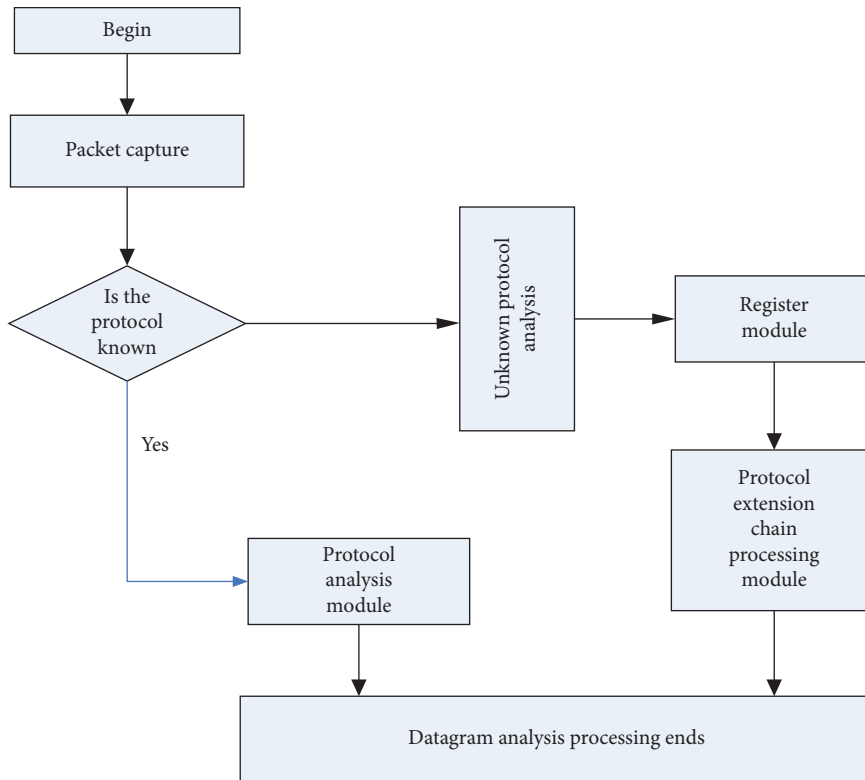 Begin
Packet capture
Is the
protocol
known
Unknown protocol
analysis
Register
module
Yes
Protocol
extension
chain
processing
module
Protocol
analysis
module
Datagram analysis processing ends